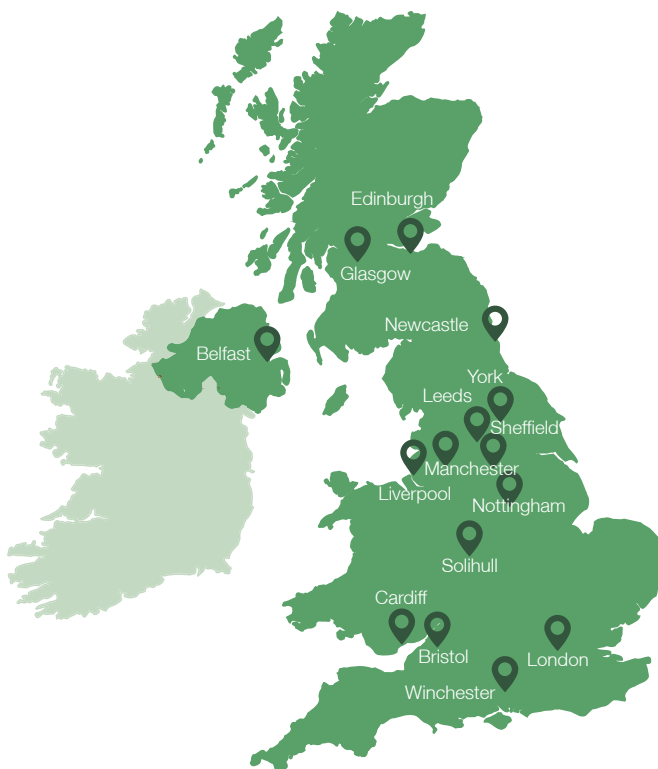 Edinburgh
Glasgow
Newcastle
Belfast
York
Leeds
Sheffield
Manchester
Liverpool
Nottingham
Solihull
Cardiff
Bristol
London
Winchester